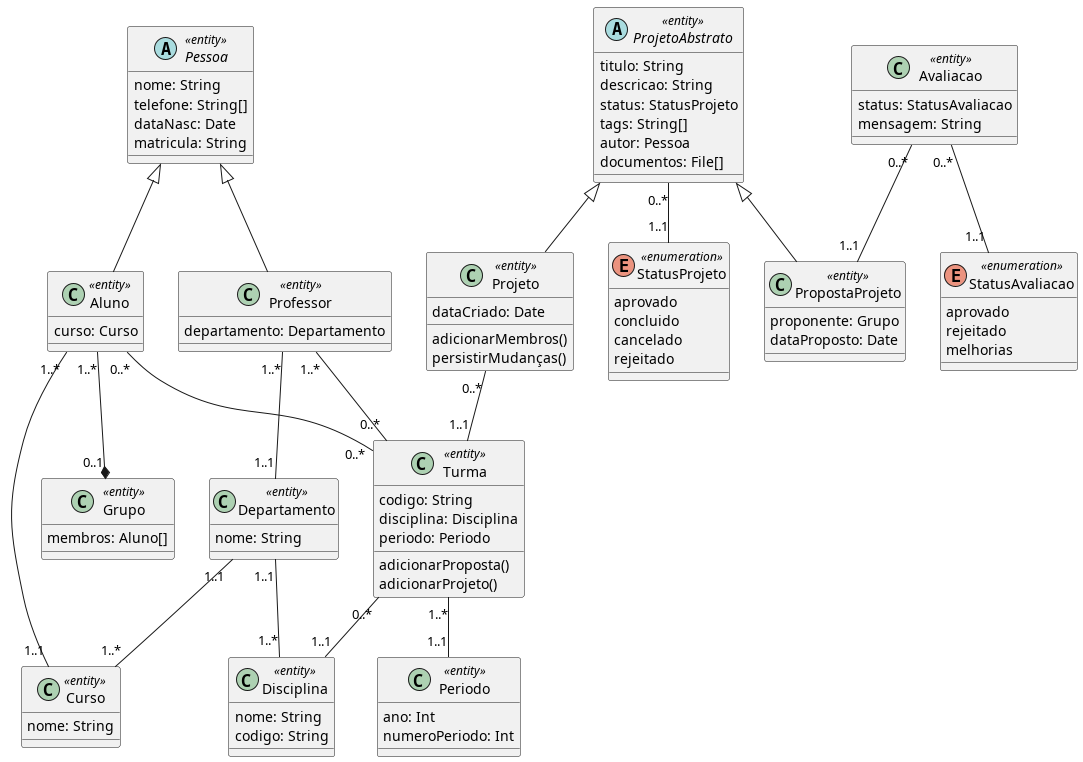 A
«entity»
Pessoa
nome: String
telefone: String[]
dataNasc: Date
matricula: String
A
«entity»
ProjetoAbstrato
titulo: String
descricao: String
status: StatusProjeto
tags: String[]
autor: Pessoa
documentos: File[]
C
«entity»
Avaliacao
status: StatusAvaliacao
mensagem: String
0..*
0..*
0..*
1..1
1..1
1..1
C
«entity»
Aluno
curso: Curso
C
«entity»
Professor
departamento: Departamento
C
«entity»
Projeto
dataCriado: Date
adicionarMembros()
persistirMudanças()
E
«enumeration»
StatusProjeto
aprovado
concluido
cancelado
rejeitado
C
«entity»
PropostaProjeto
proponente: Grupo
dataProposto: Date
E
«enumeration»
StatusAvaliacao
aprovado
rejeitado
melhorias
1..*
1..*
0..*
1..*
1..*
0..*
0..1
1..1
0..*
0..*
1..1
C
«entity»
Grupo
membros: Aluno[]
C
«entity»
Departamento
nome: String
C
«entity»
Turma
codigo: String
disciplina: Disciplina
periodo: Periodo
adicionarProposta()
adicionarProjeto()
1..1
1..1
0..*
1..*
1..1
1..*
1..*
1..1
1..1
C
«entity»
Curso
nome: String
C
«entity»
Disciplina
nome: String
codigo: String
C
«entity»
Periodo
ano: Int
numeroPeriodo: Int